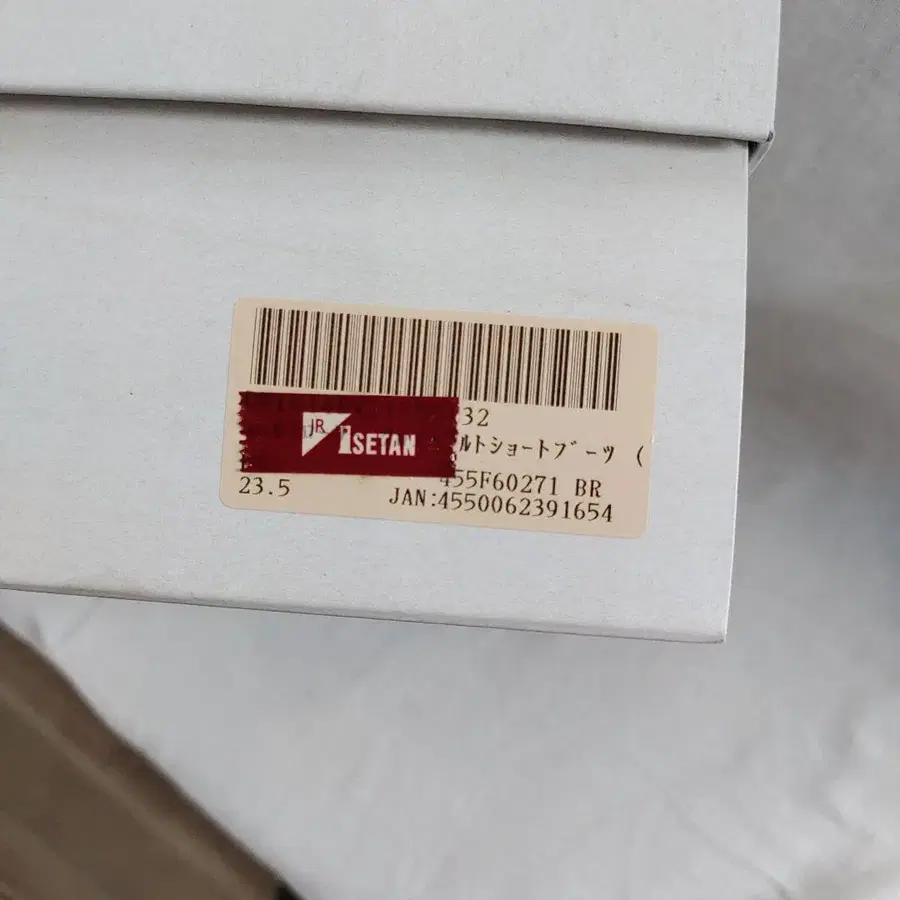 32
JR ISETAN
ルトショートブーツ (
455F60271 BR
23.5
JAN:4550062391654